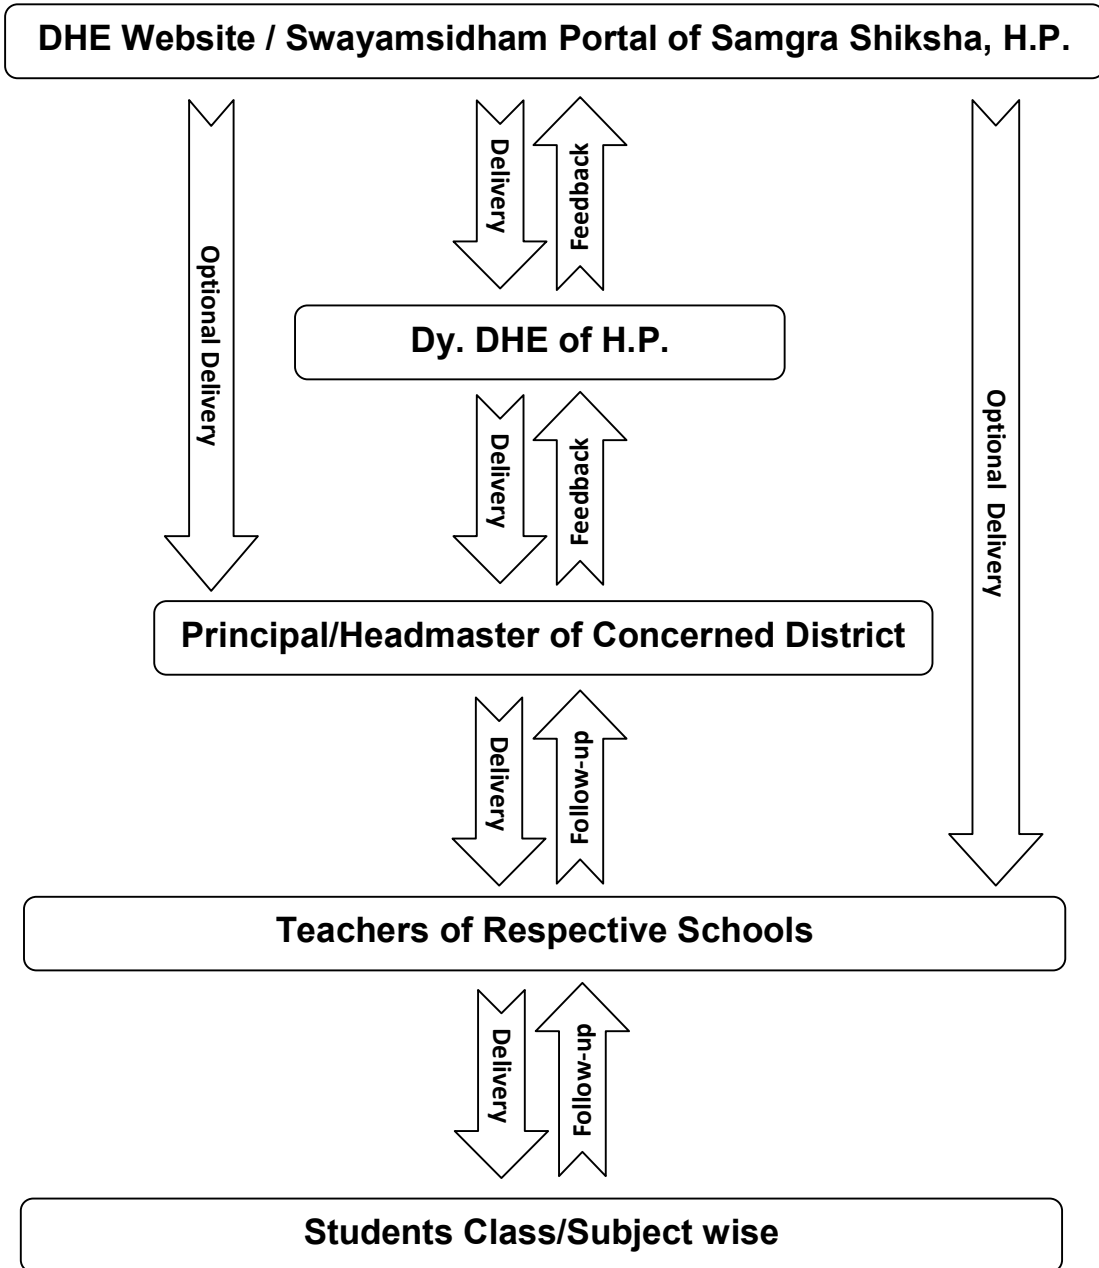 DHE Website / Swayamsidham Portal of Samgra Shiksha, H.P.
Delivery
Feedback
Optional Delivery
Dy. DHE of H.P.
Optional Delivery
Delivery
Feedback
Principal/Headmaster of Concerned District
Delivery
Follow-up
Teachers of Respective Schools
Delivery
Follow-up
Students Class/Subject wise